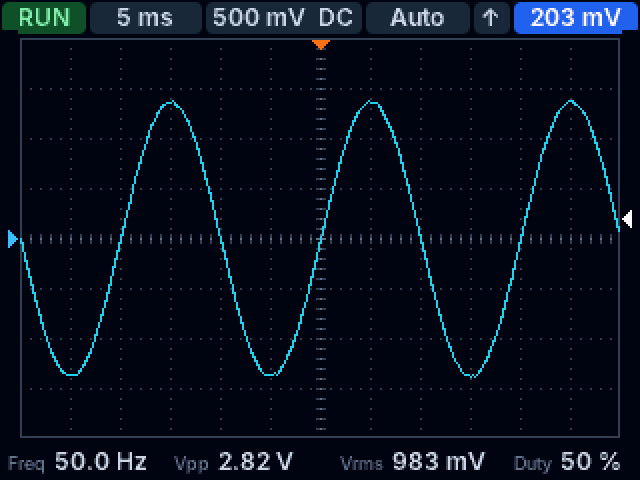 RUN 5 ms 500 mV DC Auto ↑ 203 mV
Freq 50.0 Hz Vpp 2.82 V Vrms 983 mV Duty 50 %